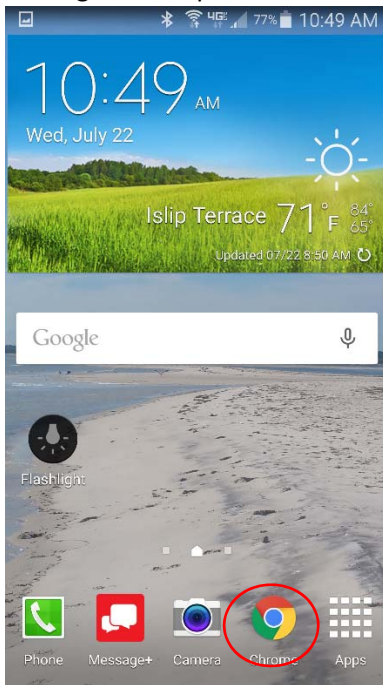 4G 77% 10:49 AM
10:49 AM
Wed, July 22
Islip Terrace 71°F 84° 65°
Updated 07/22 8:50 AM
Google
Flashlight
Phone Message+ Camera Chrome Apps